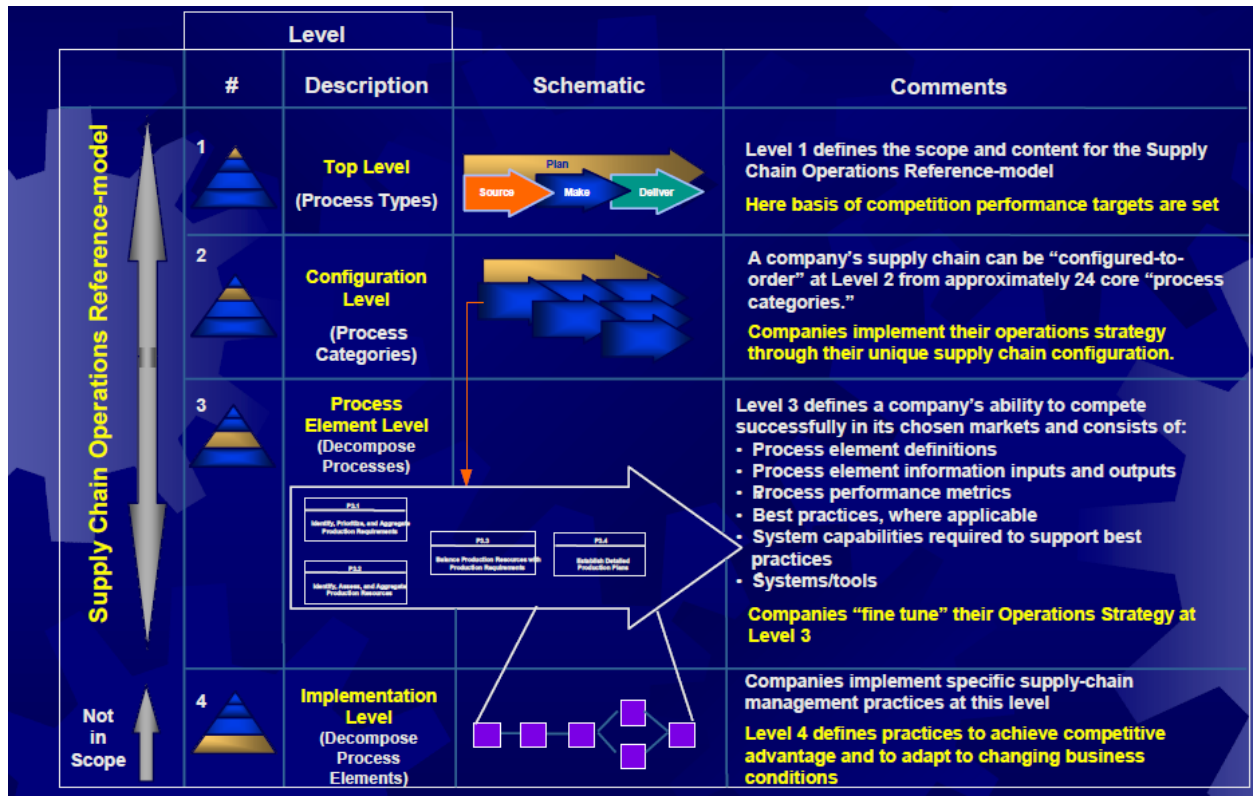 Level
#
Description
Schematic
Comments
Supply Chain Operations Reference-model
1
Top Level
(Process Types)
Plan
Source
Make
Deliver
Level 1 defines the scope and content for the Supply
Chain Operations Reference-model
Here basis of competition performance targets are set
2
Configuration
Level
(Process
Categories)
A company’s supply chain can be “configured-to-
order” at Level 2 from approximately 24 core “process
categories.”
Companies implement their operations strategy
through their unique supply chain configuration.
3
Process
Element Level
(Decompose
Processes)
P3.1
Identify, Prioritize, and Aggregate
Production Requirements
P3.2
Identify, Assess, and Aggregate
Production Resources
P3.3
Balance Production Resources with
Production Requirements
P3.4
Establish Detailed
Production Plans
Level 3 defines a company’s ability to compete
successfully in its chosen markets and consists of:
• Process element definitions
• Process element information inputs and outputs
• Process performance metrics
• Best practices, where applicable
• System capabilities required to support best
practices
• Systems/tools
Companies “fine tune” their Operations Strategy at
Level 3
Not
in
Scope
4
Implementation
Level
(Decompose
Process
Elements)
Companies implement specific supply-chain
management practices at this level
Level 4 defines practices to achieve competitive
advantage and to adapt to changing business
conditions